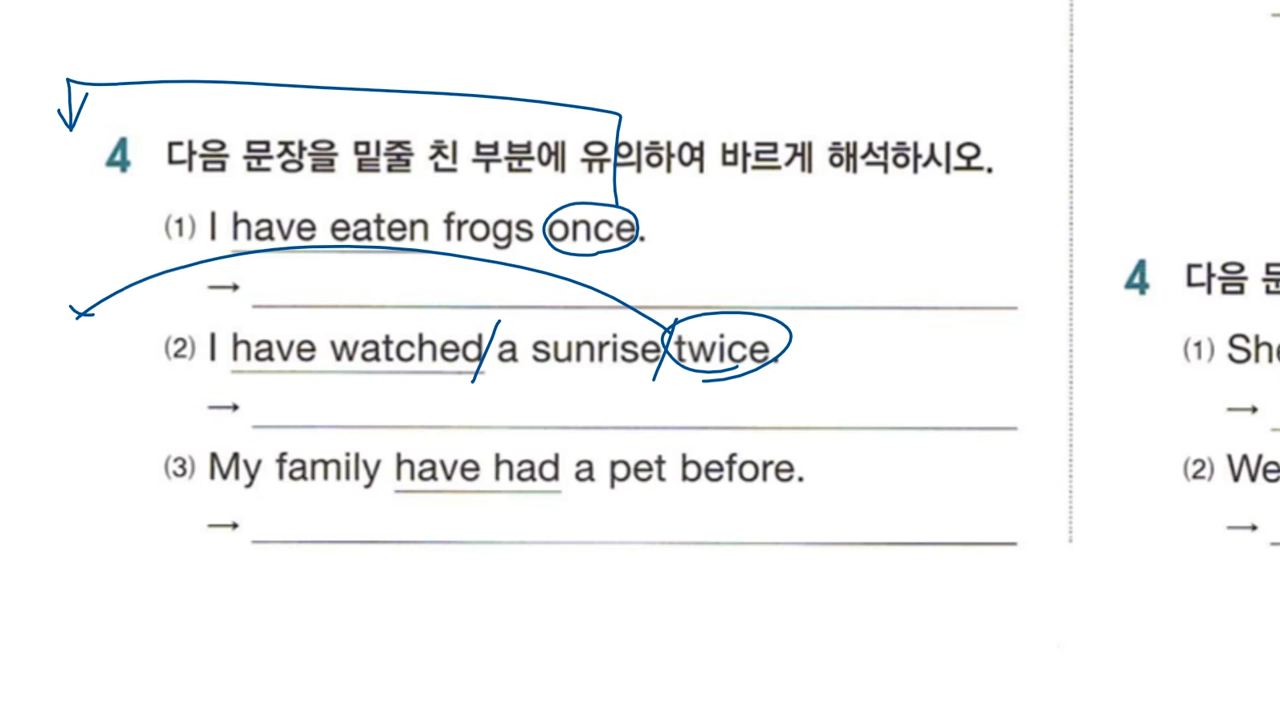 4 다음 문장을 밑줄 친 부분에 유의하여 바르게 해석하시오.
(1) I have eaten frogs once.
→
(2) I have watched a sunrise twice.
→
(3) My family have had a pet before.
→
4 다음
(1) She
→
(2) We
→